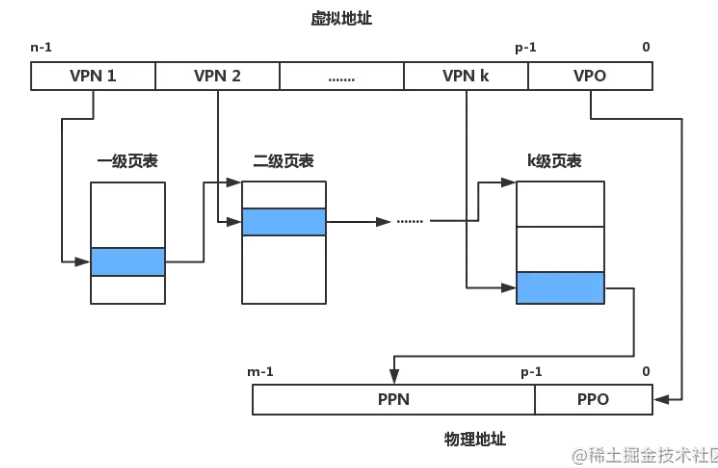 虚拟地址
n-1 p-1 0
VPN 1 VPN 2 ....... VPN k VPO
一级页表 二级页表 k级页表
.......
m-1 p-1 0
PPN PPO
物理地址
@稀土掘金技术社区